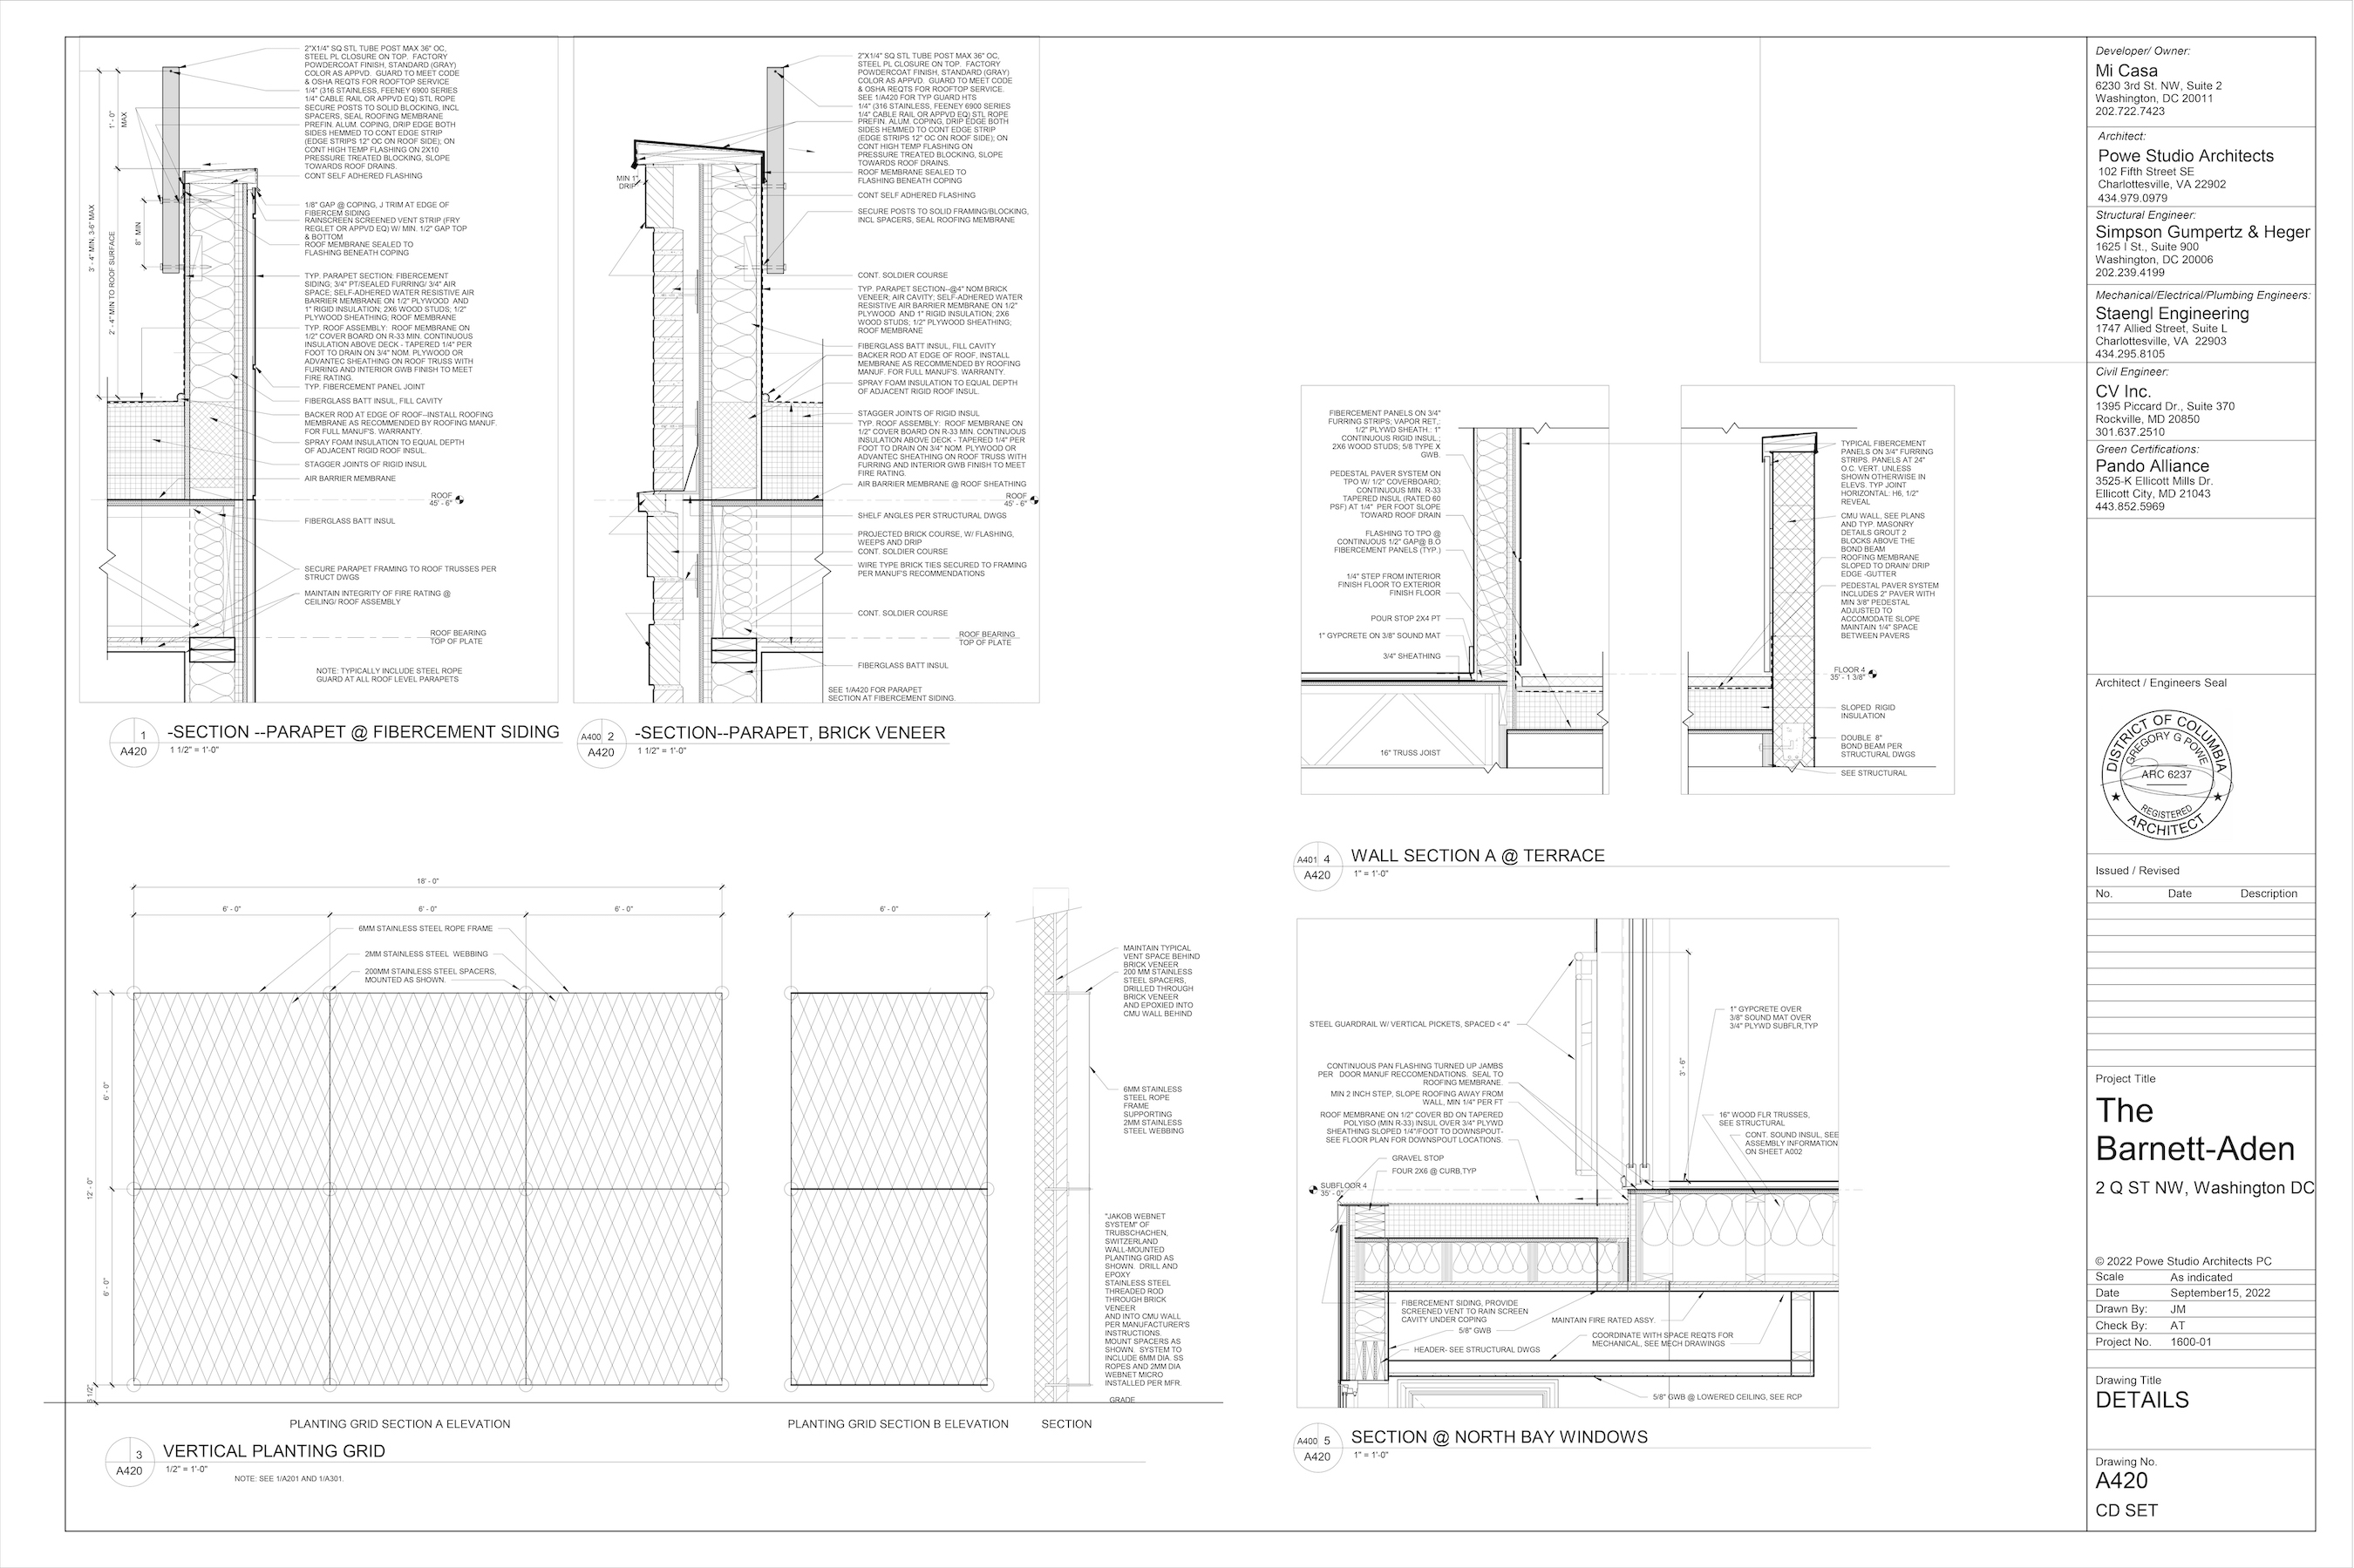 2"X1/4" SQ STL TUBE POST MAX 36" OC,
STEEL PL CLOSURE ON TOP.  FACTORY
POWDERCOAT FINISH, STANDARD (GRAY)
COLOR AS APPVD.  GUARD TO MEET CODE
& OSHA REQTS FOR ROOFTOP SERVICE
1/4" (316 STAINLESS, FEENEY 6900 SERIES
1/4" CABLE RAIL OR APPVD EQ) STL ROPE
SECURE POSTS TO SOLID BLOCKING, INCL
SPACERS, SEAL ROOFING MEMBRANE
PREFIN. ALUM. COPING, DRIP EDGE BOTH
SIDES HEMMED TO CONT EDGE STRIP
(EDGE STRIPS 12" OC ON ROOF SIDE); ON
CONT HIGH TEMP FLASHING ON 2X10
PRESSURE TREATED BLOCKING, SLOPE
TOWARDS ROOF DRAINS.
CONT SELF ADHERED FLASHING
1/8" GAP @ COPING, J TRIM AT EDGE OF
FIBERCEM SIDING
RAINSCREEN SCREENED VENT STRIP (FRY
REGLET OR APPVD EQ) W/ MIN. 1/2" GAP TOP
& BOTTOM
ROOF MEMBRANE SEALED TO
FLASHING BENEATH COPING
TYP. PARAPET SECTION: FIBERCEMENT
SIDING; 3/4" PT/SEALED FURRING/ 3/4" AIR
SPACE; SELF-ADHERED WATER RESISTIVE AIR
BARRIER MEMBRANE ON 1/2" PLYWOOD  AND
1" RIGID INSULATION; 2X6 WOOD STUDS; 1/2"
PLYWOOD SHEATHING; ROOF MEMBRANE
TYP. ROOF ASSEMBLY:  ROOF MEMBRANE ON
1/2" COVER BOARD ON R-33 MIN. CONTINUOUS
INSULATION ABOVE DECK - TAPERED 1/4" PER
FOOT TO DRAIN ON 3/4" NOM. PLYWOOD OR
ADVANTEC SHEATHING ON ROOF TRUSS WITH
FURRING AND INTERIOR GWB FINISH TO MEET
FIRE RATING.
TYP. FIBERCEMENT PANEL JOINT
FIBERGLASS BATT INSUL, FILL CAVITY
BACKER ROD AT EDGE OF ROOF--INSTALL ROOFING
MEMBRANE AS RECOMMENDED BY ROOFING MANUF.
FOR FULL MANUF'S. WARRANTY.
SPRAY FOAM INSULATION TO EQUAL DEPTH
OF ADJACENT RIGID ROOF INSUL.
STAGGER JOINTS OF RIGID INSUL
AIR BARRIER MEMBRANE
ROOF
45' - 6"
FIBERGLASS BATT INSUL
SECURE PARAPET FRAMING TO ROOF TRUSSES PER
STRUCT DWGS
MAINTAIN INTEGRITY OF FIRE RATING @
CEILING/ ROOF ASSEMBLY
ROOF BEARING
TOP OF PLATE
NOTE: TYPICALLY INCLUDE STEEL ROPE
GUARD AT ALL ROOF LEVEL PARAPETS
1' - 0"
MAX
8"  MIN
3' - 4" MIN, 3-6" MAX
2' - 4" MIN TO ROOF SURFACE
1
A420
-SECTION --PARAPET @ FIBERCEMENT SIDING
1 1/2" = 1'-0"
2"X1/4" SQ STL TUBE POST MAX 36" OC,
STEEL PL CLOSURE ON TOP.  FACTORY
POWDERCOAT FINISH, STANDARD (GRAY)
COLOR AS APPVD.  GUARD TO MEET CODE
& OSHA REQTS FOR ROOFTOP SERVICE.
SEE 1/A420 FOR TYP GUARD HTS
1/4" (316 STAINLESS, FEENEY 6900 SERIES
1/4" CABLE RAIL OR APPVD EQ) STL ROPE
PREFIN. ALUM. COPING, DRIP EDGE BOTH
SIDES HEMMED TO CONT EDGE STRIP
(EDGE STRIPS 12" OC ON ROOF SIDE); ON
CONT HIGH TEMP FLASHING ON
PRESSURE TREATED BLOCKING, SLOPE
TOWARDS ROOF DRAINS.
ROOF MEMBRANE SEALED TO
FLASHING BENEATH COPING
CONT SELF ADHERED FLASHING
SECURE POSTS TO SOLID FRAMING/BLOCKING,
INCL SPACERS, SEAL ROOFING MEMBRANE
MIN 1"
DRIP
CONT. SOLDIER COURSE
TYP. PARAPET SECTION--@4" NOM BRICK
VENEER; AIR CAVITY; SELF-ADHERED WATER
RESISTIVE AIR BARRIER MEMBRANE ON 1/2"
PLYWOOD  AND 1" RIGID INSULATION; 2X6
WOOD STUDS; 1/2" PLYWOOD SHEATHING;
ROOF MEMBRANE
FIBERGLASS BATT INSUL, FILL CAVITY
BACKER ROD AT EDGE OF ROOF, INSTALL
MEMBRANE AS RECOMMENDED BY ROOFING
MANUF. FOR FULL MANUF'S. WARRANTY.
SPRAY FOAM INSULATION TO EQUAL DEPTH
OF ADJACENT RIGID ROOF INSUL.
STAGGER JOINTS OF RIGID INSUL
TYP. ROOF ASSEMBLY:  ROOF MEMBRANE ON
1/2" COVER BOARD ON R-33 MIN. CONTINUOUS
INSULATION ABOVE DECK - TAPERED 1/4" PER
FOOT TO DRAIN ON 3/4" NOM. PLYWOOD OR
ADVANTEC SHEATHING ON ROOF TRUSS WITH
FURRING AND INTERIOR GWB FINISH TO MEET
FIRE RATING.
AIR BARRIER MEMBRANE @ ROOF SHEATHING
ROOF
45' - 6"
SHELF ANGLES PER STRUCTURAL DWGS
PROJECTED BRICK COURSE, W/ FLASHING,
WEEPS AND DRIP
CONT. SOLDIER COURSE
WIRE TYPE BRICK TIES SECURED TO FRAMING
PER MANUF'S RECOMMENDATIONS
CONT. SOLDIER COURSE
ROOF BEARING
TOP OF PLATE
FIBERGLASS BATT INSUL
SEE 1/A420 FOR PARAPET
SECTION AT FIBERCEMENT SIDING.
A400 2
A420
-SECTION--PARAPET, BRICK VENEER
1 1/2" = 1'-0"
FIBERCEMENT PANELS ON 3/4"
FURRING STRIPS; VAPOR RET.;
1/2" PLYWD SHEATH.: 1"
CONTINUOUS RIGID INSUL.;
2X6 WOOD STUDS; 5/8 TYPE X
GWB.
PEDESTAL PAVER SYSTEM ON
TPO W/ 1/2" COVERBOARD;
CONTINUOUS MIN. R-33
TAPERED INSUL (RATED 60
PSF) AT 1/4"  PER FOOT SLOPE
TOWARD ROOF DRAIN
FLASHING TO TPO @
CONTINUOUS 1/2" GAP@ B.O
FIBERCEMENT PANELS (TYP.)
1/4" STEP FROM INTERIOR
FINISH FLOOR TO EXTERIOR
FINISH FLOOR
POUR STOP 2X4 PT
1" GYPCRETE ON 3/8" SOUND MAT
3/4" SHEATHING
16" TRUSS JOIST
TYPICAL FIBERCEMENT
PANELS ON 3/4" FURRING
STRIPS. PANELS AT 24"
O.C. VERT. UNLESS
SHOWN OTHERWISE IN
ELEVS. TYP JOINT
HORIZONTAL: H6, 1/2"
REVEAL
CMU WALL, SEE PLANS
AND TYP. MASONRY
DETAILS GROUT 2
BLOCKS ABOVE THE
BOND BEAM
ROOFING MEMBRANE
SLOPED TO DRAIN/ DRIP
EDGE -GUTTER
PEDESTAL PAVER SYSTEM
INCLUDES 2" PAVER WITH
MIN 3/8" PEDESTAL
ADJUSTED TO
ACCOMODATE SLOPE
MAINTAIN 1/4" SPACE
BETWEEN PAVERS
FLOOR 4
35' - 1 3/8"
SLOPED  RIGID
INSULATION
DOUBLE  8"
BOND BEAM PER
STRUCTURAL DWGS
SEE STRUCTURAL
A401 4
A420
WALL SECTION A @ TERRACE
1" = 1'-0"
18' - 0"
6' - 0"
6' - 0"
6' - 0"
6MM STAINLESS STEEL ROPE FRAME
2MM STAINLESS STEEL  WEBBING
200MM STAINLESS STEEL SPACERS,
MOUNTED AS SHOWN.
6' - 0"
12' - 0"
6' - 0"
6 1/2"
6' - 0"
MAINTAIN TYPICAL
VENT SPACE BEHIND
BRICK VENEER
200 MM STAINLESS
STEEL SPACERS,
DRILLED THROUGH
BRICK VENEER
AND EPOXIED INTO
CMU WALL BEHIND
6MM STAINLESS
STEEL ROPE
FRAME
SUPPORTING
2MM STAINLESS
STEEL WEBBING
"JAKOB WEBNET
SYSTEM" OF
TRUBSCHACHEN,
SWITZERLAND
WALL-MOUNTED
PLANTING GRID AS
SHOWN.  DRILL AND
EPOXY
STAINLESS STEEL
THREADED ROD
THROUGH BRICK
VENEER
AND INTO CMU WALL
PER MANUFACTURER'S
INSTRUCTIONS.
MOUNT SPACERS AS
SHOWN.  SYSTEM TO
INCLUDE 6MM DIA. SS
ROPES AND 2MM DIA
WEBNET MICRO
INSTALLED PER MFR.
GRADE
PLANTING GRID SECTION A ELEVATION
PLANTING GRID SECTION B ELEVATION
SECTION
3
A420
VERTICAL PLANTING GRID
1/2" = 1'-0"
NOTE: SEE 1/A201 AND 1/A301.
STEEL GUARDRAIL W/ VERTICAL PICKETS, SPACED < 4"
CONTINUOUS PAN FLASHING TURNED UP JAMBS
PER   DOOR MANUF RECCOMENDATIONS.  SEAL TO
ROOFING MEMBRANE.
MIN 2 INCH STEP, SLOPE ROOFING AWAY FROM
WALL, MIN 1/4" PER FT
ROOF MEMBRANE ON 1/2" COVER BD ON TAPERED
POLYISO (MIN R-33) INSUL OVER 3/4" PLYWD
SHEATHING SLOPED 1/4"/FOOT TO DOWNSPOUT-
SEE FLOOR PLAN FOR DOWNSPOUT LOCATIONS.
GRAVEL STOP
FOUR 2X6 @ CURB,TYP
SUBFLOOR 4
35' - 0"
3' - 6"
1" GYPCRETE OVER
3/8" SOUND MAT OVER
3/4" PLYWD SUBFLR,TYP
16" WOOD FLR TRUSSES,
SEE STRUCTURAL
CONT. SOUND INSUL, SEE
ASSEMBLY INFORMATION
ON SHEET A002
FIBERCEMENT SIDING, PROVIDE
SCREENED VENT TO RAIN SCREEN
CAVITY UNDER COPING
5/8" GWB
HEADER- SEE STRUCTURAL DWGS
MAINTAIN FIRE RATED ASSY.
COORDINATE WITH SPACE REQTS FOR
MECHANICAL, SEE MECH DRAWINGS
5/8" GWB @ LOWERED CEILING, SEE RCP
A400 5
A420
SECTION @ NORTH BAY WINDOWS
1" = 1'-0"
Developer/ Owner:
Mi Casa
6230 3rd St. NW, Suite 2
Washington, DC 20011
202.722.7423
Architect:
Powe Studio Architects
102 Fifth Street SE
Charlottesville, VA 22902
434.979.0979
Structural Engineer:
Simpson Gumpertz & Heger
1625 I St., Suite 900
Washington, DC 20006
202.239.4199
Mechanical/Electrical/Plumbing Engineers:
Staengl Engineering
1747 Allied Street, Suite L
Charlottesville, VA  22903
434.295.8105
Civil Engineer:
CV Inc.
1395 Piccard Dr., Suite 370
Rockville, MD 20850
301.637.2510
Green Certifications:
Pando Alliance
3525-K Ellicott Mills Dr.
Ellicott City, MD 21043
443.852.5969
Architect / Engineers Seal
DISTRICT OF COLUMBIA
GREGORY G POWE
ARC 6237
REGISTERED
ARCHITECT
Issued / Revised
No. Date Description
Project Title
The
Barnett-Aden
2 Q ST NW, Washington DC
© 2022 Powe Studio Architects PC
Scale As indicated
Date September15, 2022
Drawn By: JM
Check By: AT
Project No. 1600-01
Drawing Title
DETAILS
Drawing No.
A420
CD SET